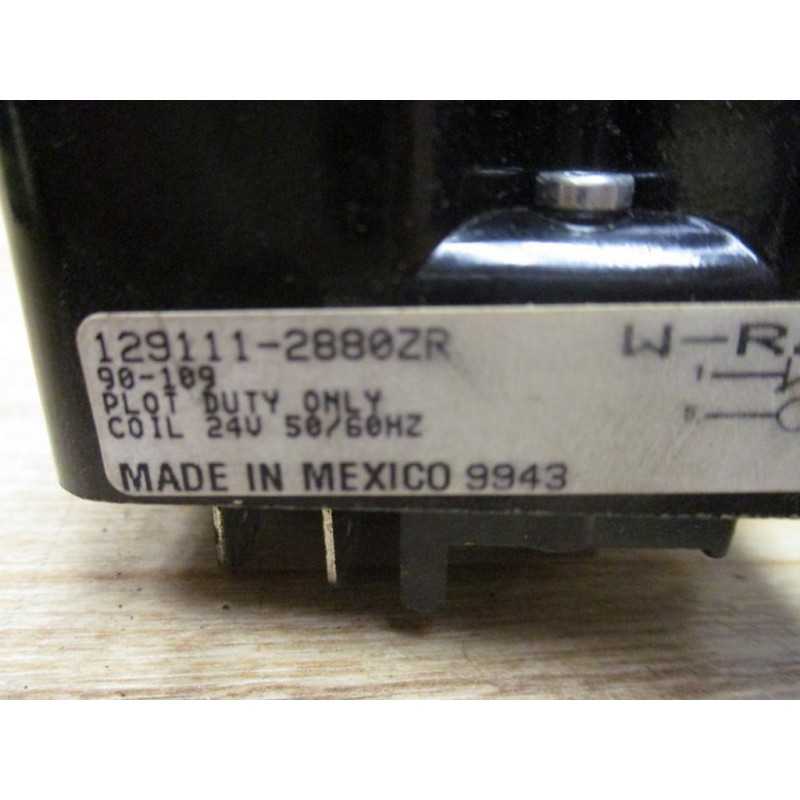 129111-2880ZR
90-109
PLOT DUTY ONLY
COIL 24V 50/60HZ
MADE IN MEXICO 9943
W-R